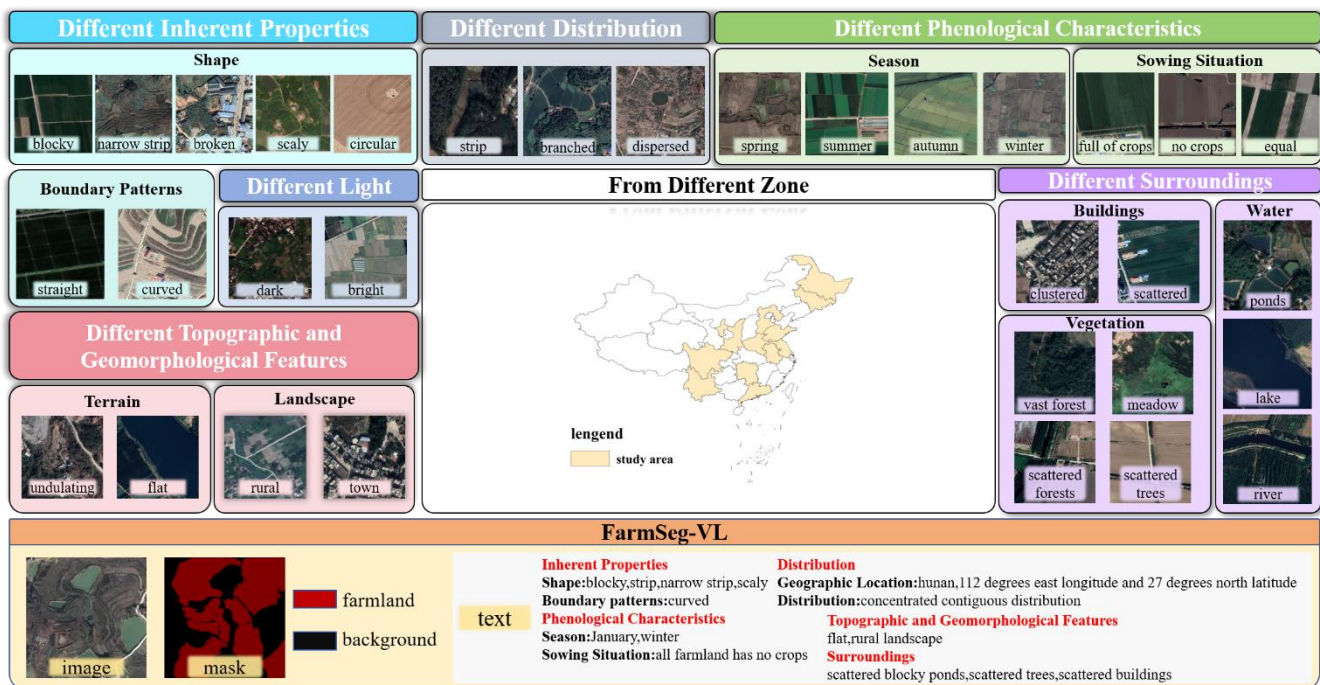 Different Inherent Properties
Shape
blocky
narrow strip
broken
scaly
circular
Different Distribution
strip
branched
dispersed
Different Phenological Characteristics
Season
spring
summer
autumn
winter
Sowing Situation
full of crops
no crops
equal
Boundary Patterns
straight
curved
Different Light
dark
bright
From Different Zone
lengend
study area
Different Surroundings
Buildings
clustered
scattered
Water
ponds
lake
river
Vegetation
vast forest
meadow
scattered
forests
scattered
trees
Different Topographic and
Geomorphological Features
Terrain
undulating
flat
Landscape
rural
town
FarmSeg-VL
image
mask
farmland
background
text
Inherent Properties
Shape:blocky,strip,narrow strip,scaly
Boundary patterns:curved
Phenological Characteristics
Season:January,winter
Sowing Situation:all farmland has no crops
Distribution
Geographic Location:hunan,112 degrees east longitude and 27 degrees north latitude
Distribution:concentrated contiguous distribution
Topographic and Geomorphological Features
flat,rural landscape
Surroundings
scattered blocky ponds,scattered trees,scattered buildings